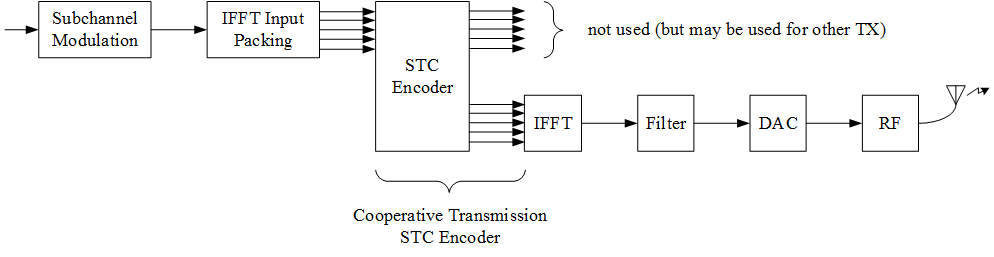 Subchannel
Modulation
IFFT Input
Packing
STC
Encoder
not used (but may be used for other TX)
IFFT
Filter
DAC
RF
Cooperative Transmission
STC Encoder